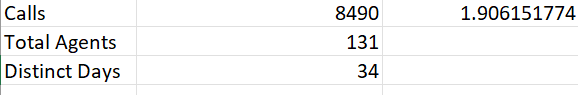 Calls 8490 1.906151774
Total Agents 131
Distinct Days 34